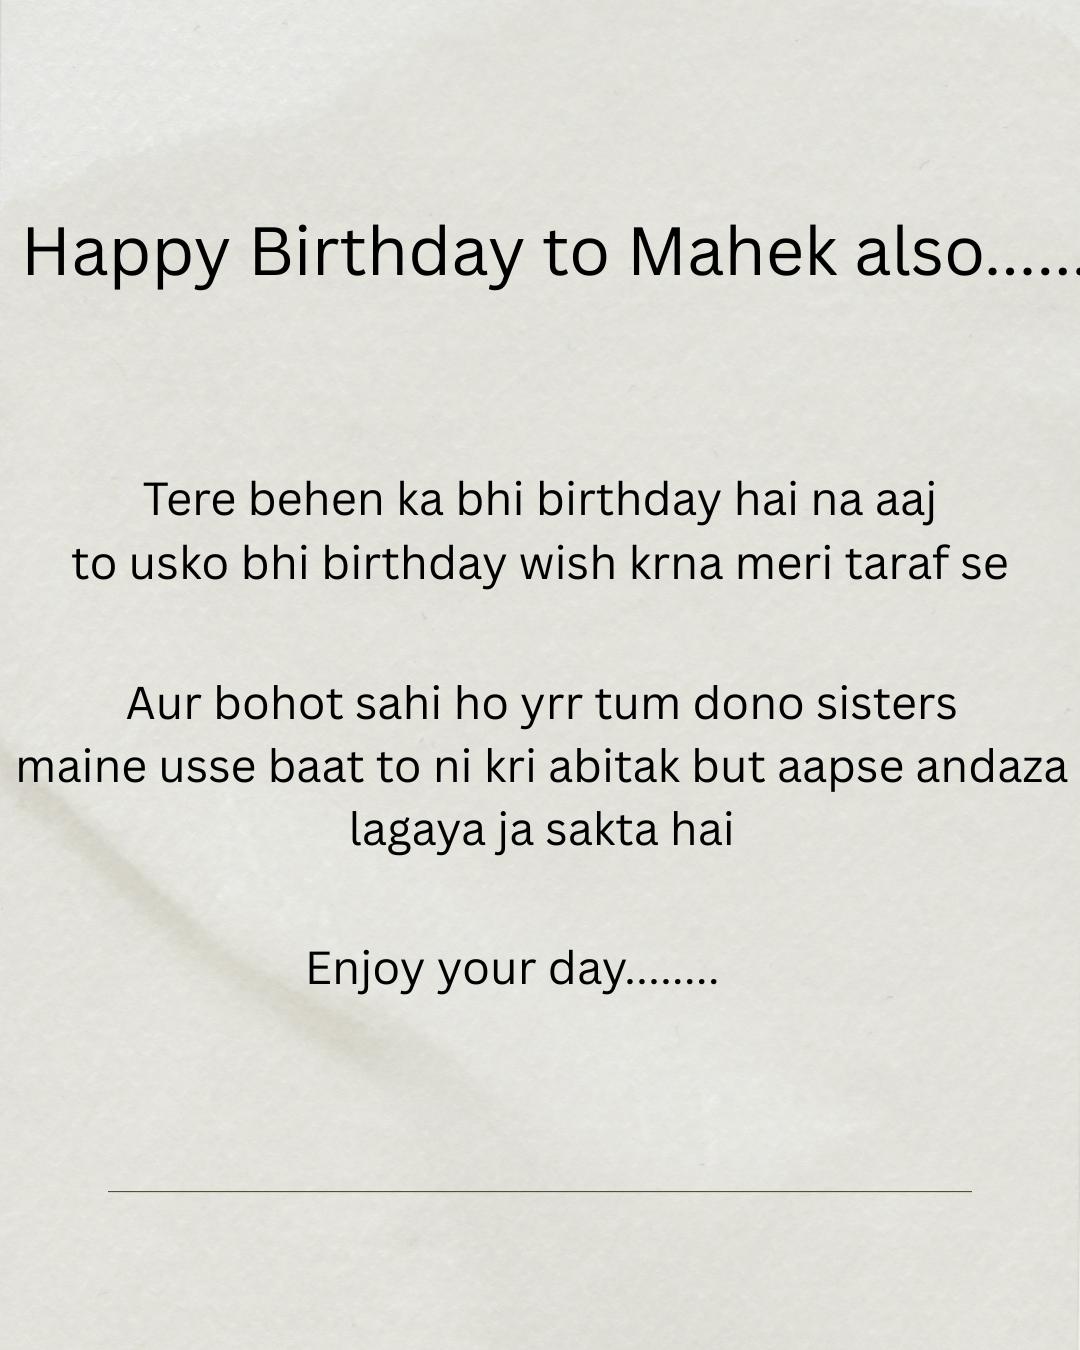 Happy Birthday to Mahek also......
Tere behen ka bhi birthday hai na aaj
to usko bhi birthday wish krna meri taraf se
Aur bohot sahi ho yrr tum dono sisters
maine usse baat to ni kri abitak but aapse andaza
lagaya ja sakta hai
Enjoy your day........